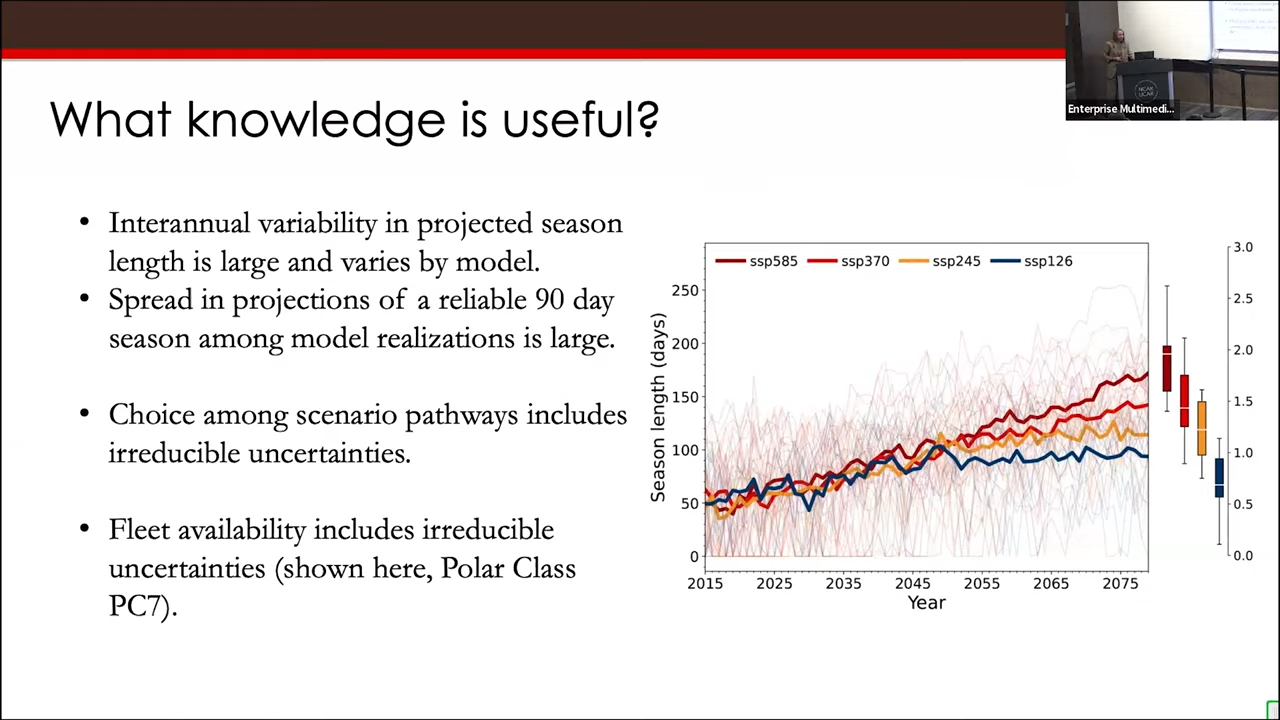 What knowledge is useful?
• Interannual variability in projected season
length is large and varies by model.
• Spread in projections of a reliable 90 day
season among model realizations is large.
• Choice among scenario pathways includes
irreducible uncertainties.
• Fleet availability includes irreducible
uncertainties (shown here, Polar Class
PC7).
ssp585 ssp370 ssp245 ssp126
Season length (days)
250
200
150
100
50
0
2015 2025 2035 2045 2055 2065 2075
Year
3.0
2.5
2.0
1.5
1.0
0.5
0.0
NCAR
UCAR
Enterprise Multimedi...